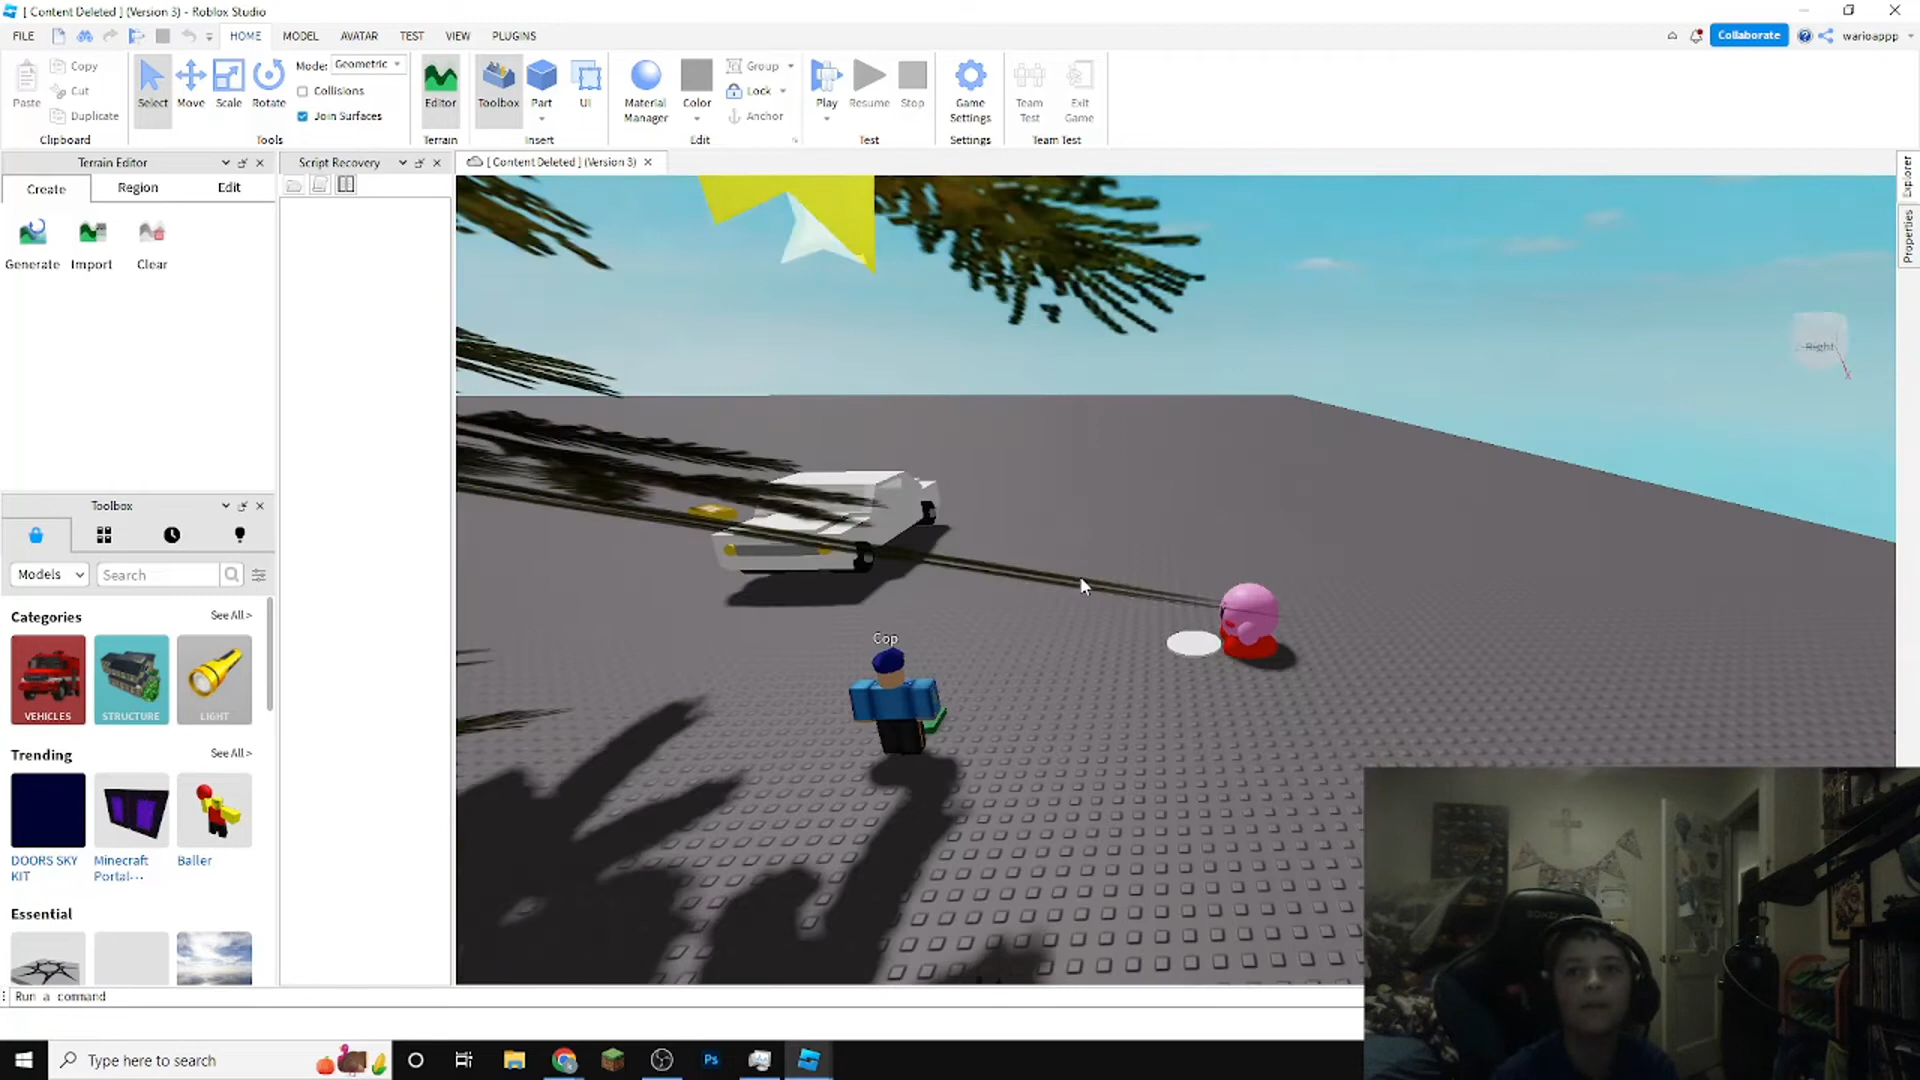 [ Content Deleted ] (Version 3) - Roblox Studio
FILE HOME MODEL AVATAR TEST VIEW PLUGINS
Collaborate
warioappp
Paste
Copy
Cut
Duplicate
Clipboard
Select
Move
Scale
Rotate
Mode: Geometric
Collisions
Join Surfaces
Tools
Editor
Terrain
Toolbox
Part
UI
Insert
Material Manager
Color
Group
Lock
Anchor
Edit
Play
Resume
Stop
Test
Game Settings
Settings
Team Test
Exit Game
Team Test
Terrain Editor
Script Recovery
[ Content Deleted ] (Version 3)
Create
Region
Edit
Generate
Import
Clear
Explorer
Properties
Right
Toolbox
Models
Search
Categories
See All >
VEHICLES
STRUCTURE
LIGHT
Trending
See All >
DOORS SKY KIT
Minecraft Portal...
Baller
Essential
Cop
Run a command
Type here to search
Ps